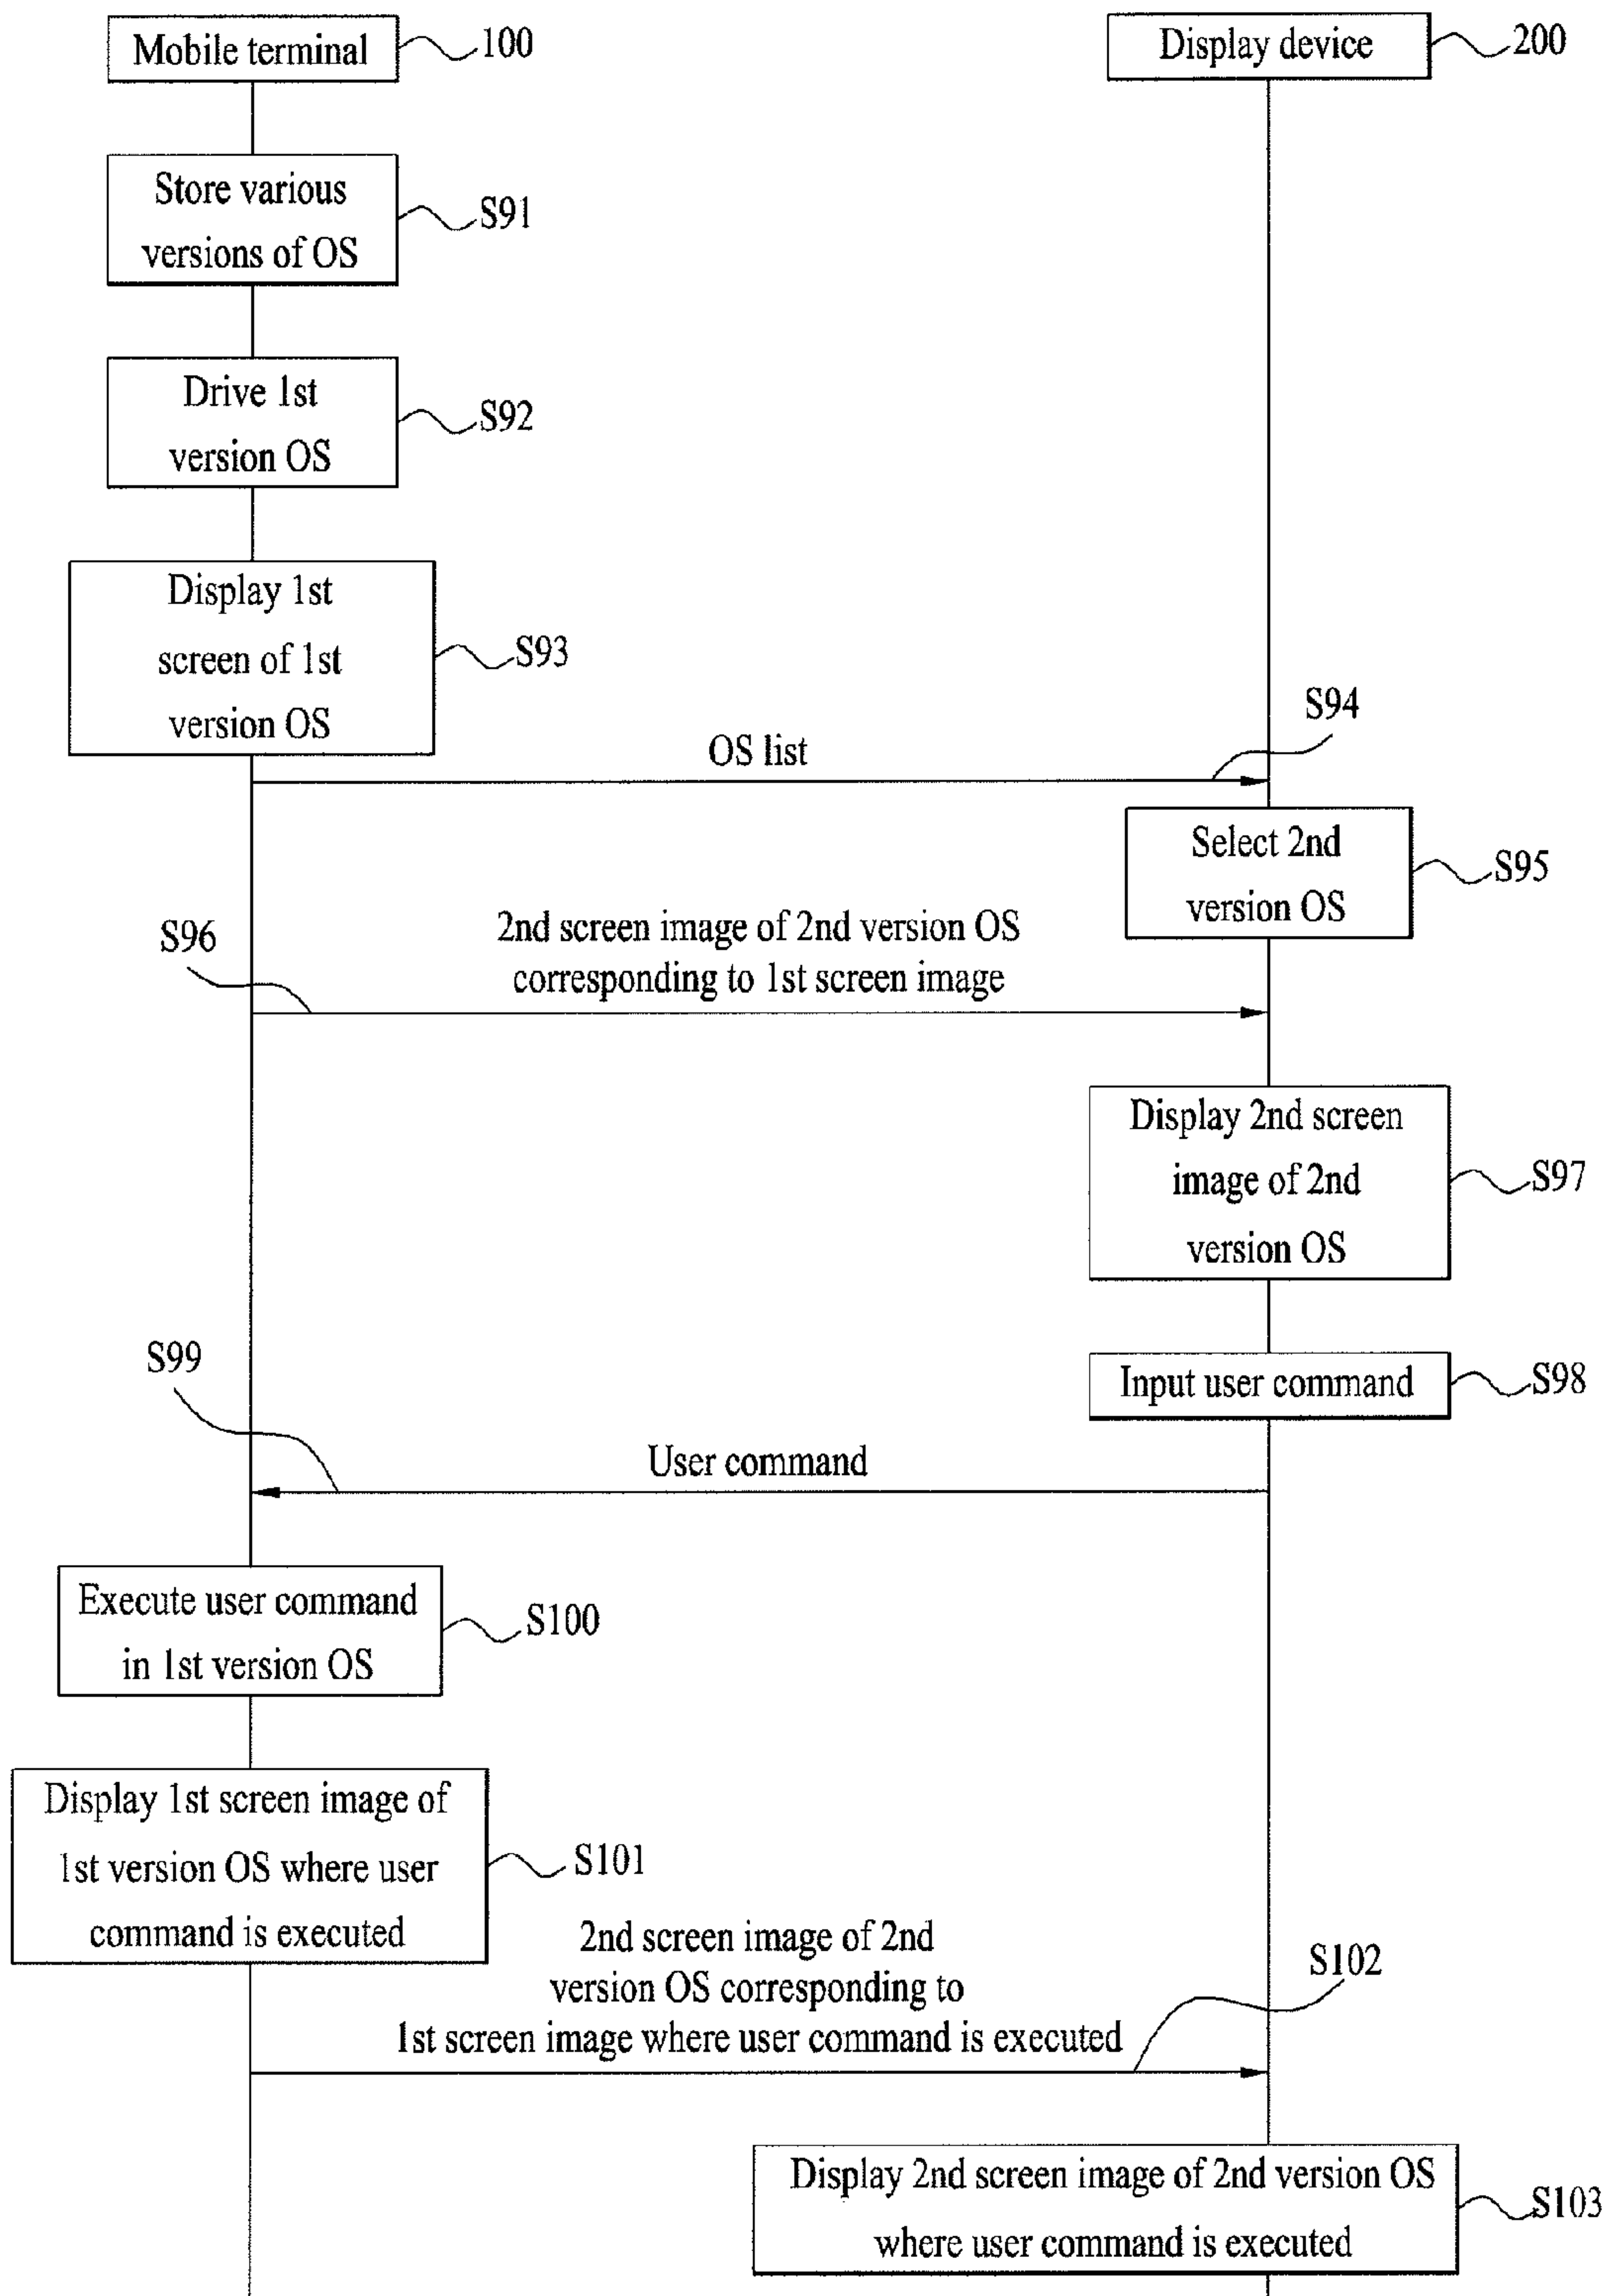 Mobile terminal
100
Display device
200
Store various
versions of OS
S91
Drive 1st
version OS
S92
Display 1st
screen of 1st
version OS
S93
OS list
S94
Select 2nd
version OS
S95
S96
2nd screen image of 2nd version OS
corresponding to 1st screen image
Display 2nd screen
image of 2nd
version OS
S97
Input user command
S98
S99
User command
Execute user command
in 1st version OS
S100
Display 1st screen image of
1st version OS where user
command is executed
S101
2nd screen image of 2nd
version OS corresponding to
1st screen image where user command is executed
S102
Display 2nd screen image of 2nd version OS
where user command is executed
S103